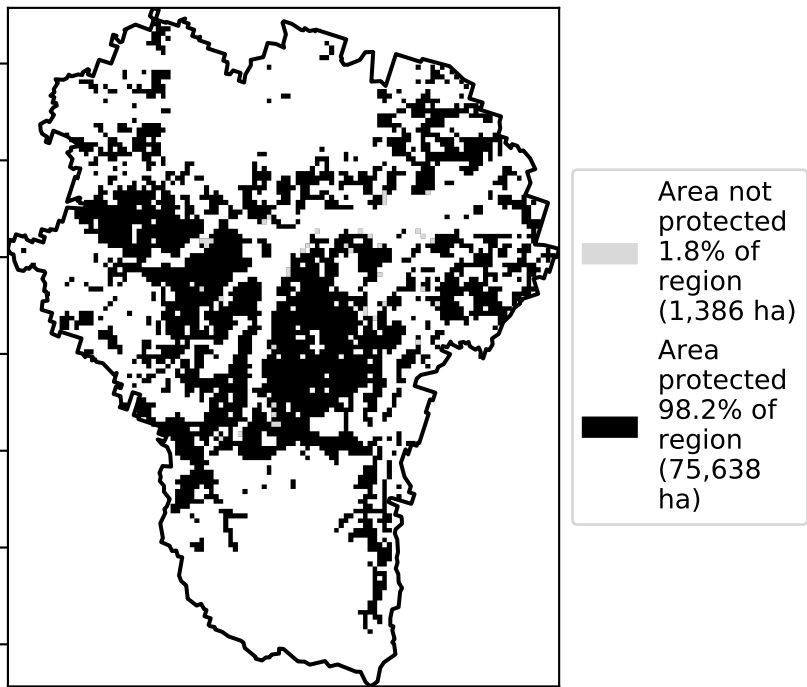 Area not
protected
1.8% of
region
(1,386 ha)
Area
protected
98.2% of
region
(75,638
ha)